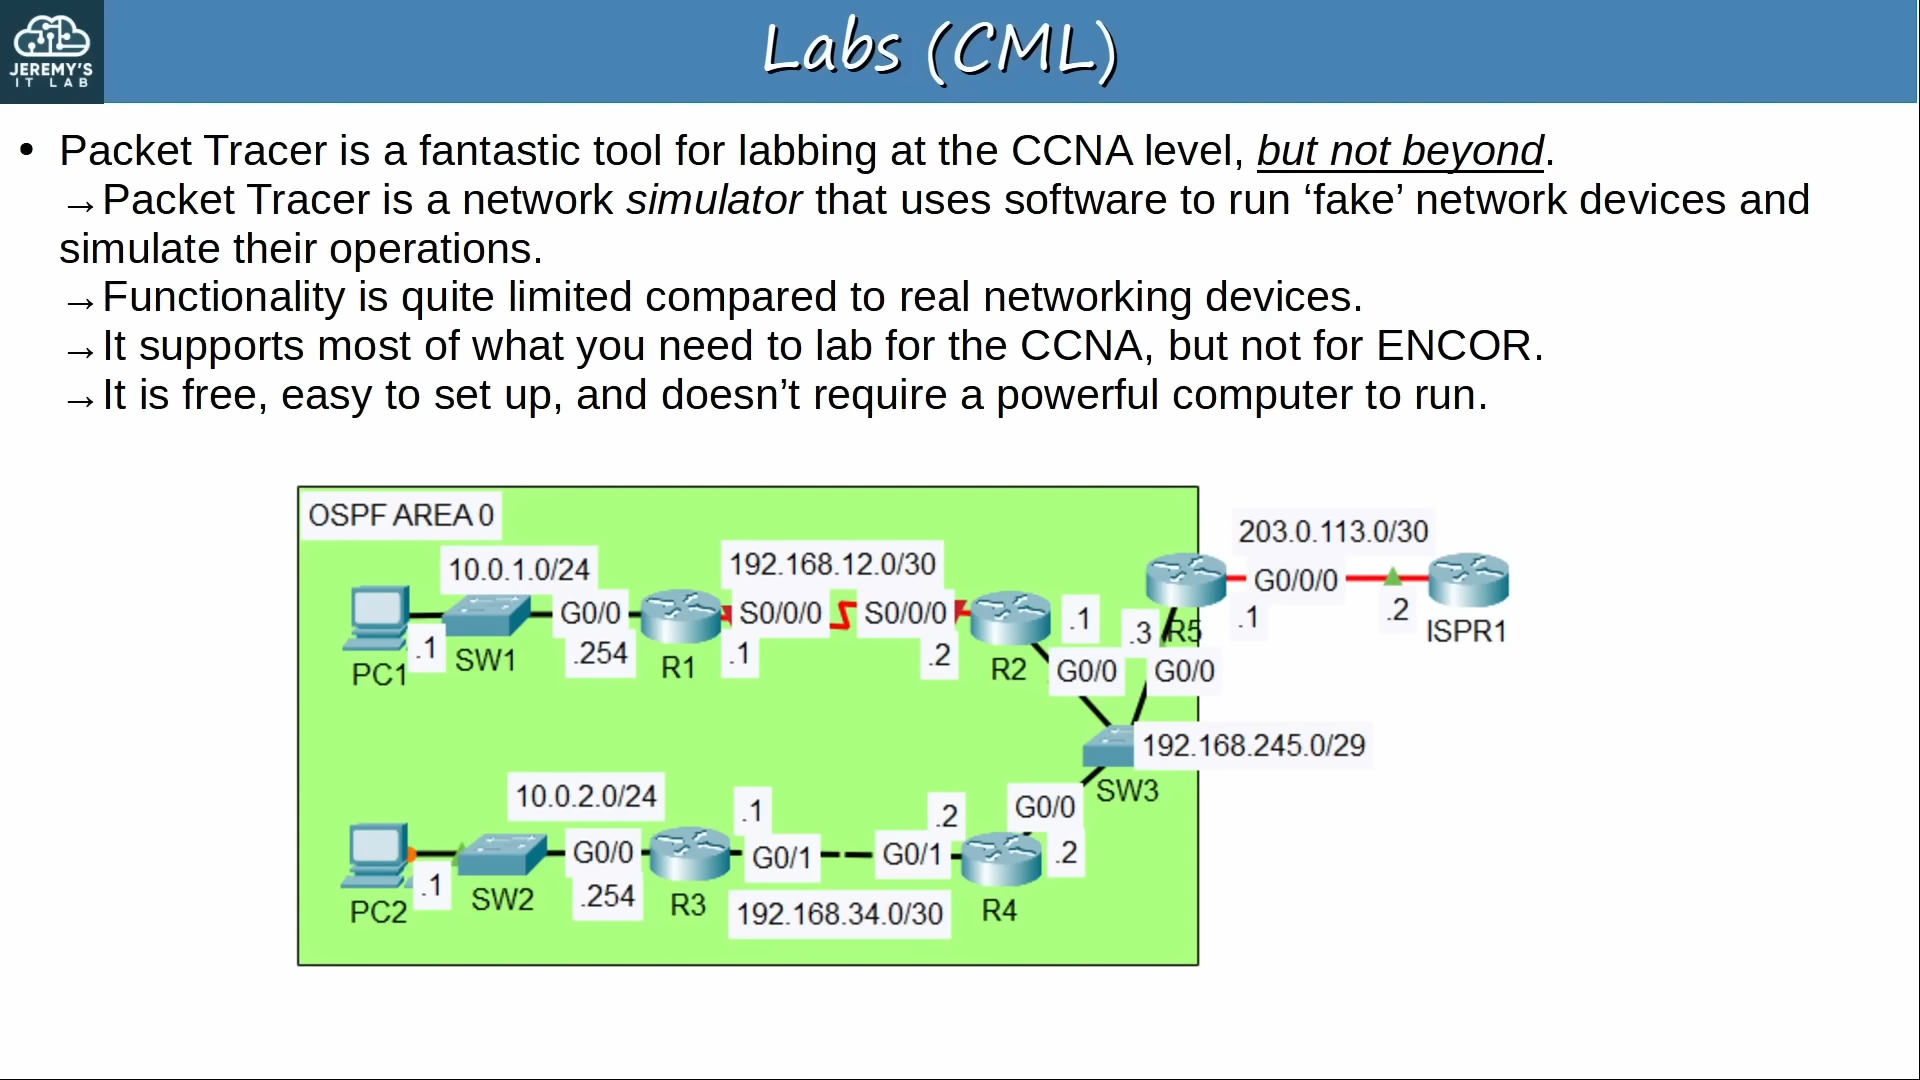 JEREMY'S
IT LAB
Labs (CML)
• Packet Tracer is a fantastic tool for labbing at the CCNA level, but not beyond.
→Packet Tracer is a network simulator that uses software to run ‘fake’ network devices and
simulate their operations.
→Functionality is quite limited compared to real networking devices.
→It supports most of what you need to lab for the CCNA, but not for ENCOR.
→It is free, easy to set up, and doesn’t require a powerful computer to run.
OSPF AREA 0
203.0.113.0/30
10.0.1.0/24
192.168.12.0/30
G0/0/0
G0/0
S0/0/0
S0/0/0
.1
.1
.2
.1
.254
.1
.2
.3
R5
ISPR1
PC1
SW1
R1
R2
G0/0
G0/0
192.168.245.0/29
SW3
10.0.2.0/24
.1
.2
G0/0
G0/0
G0/1
G0/1
.2
.1
.254
PC2
SW2
R3
192.168.34.0/30
R4